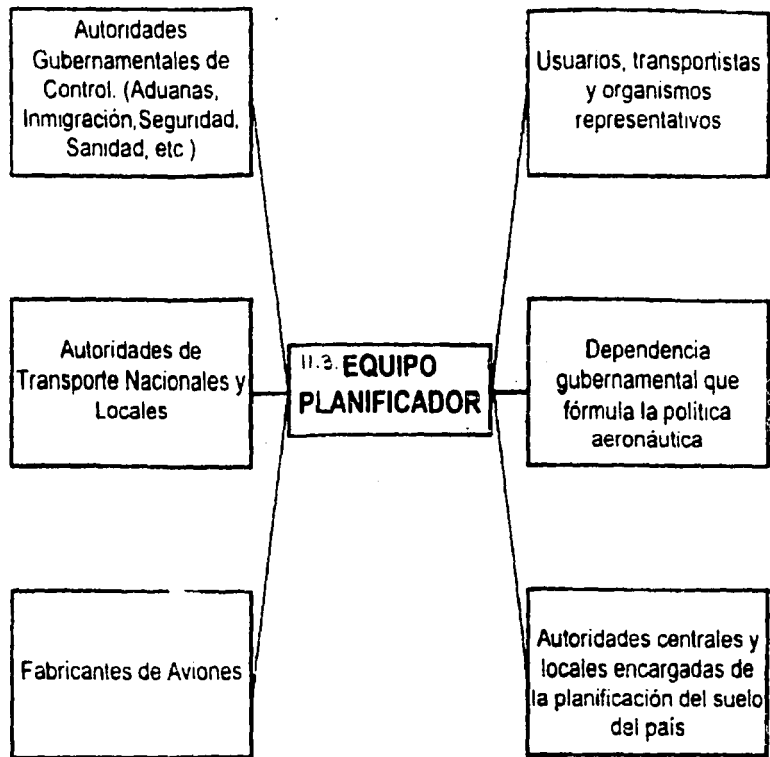 Autoridades
Gubernamentales de
Control. (Aduanas,
Inmigración, Seguridad,
Sanidad, etc )
Usuarios, transportistas
y organismos
representativos
Autoridades de
Transporte Nacionales y
Locales
II.3. EQUIPO
PLANIFICADOR
Dependencia
gubernamental que
fórmula la política
aeronáutica
Fabricantes de Aviones
Autoridades centrales y
locales encargadas de
la planificación del suelo
del país